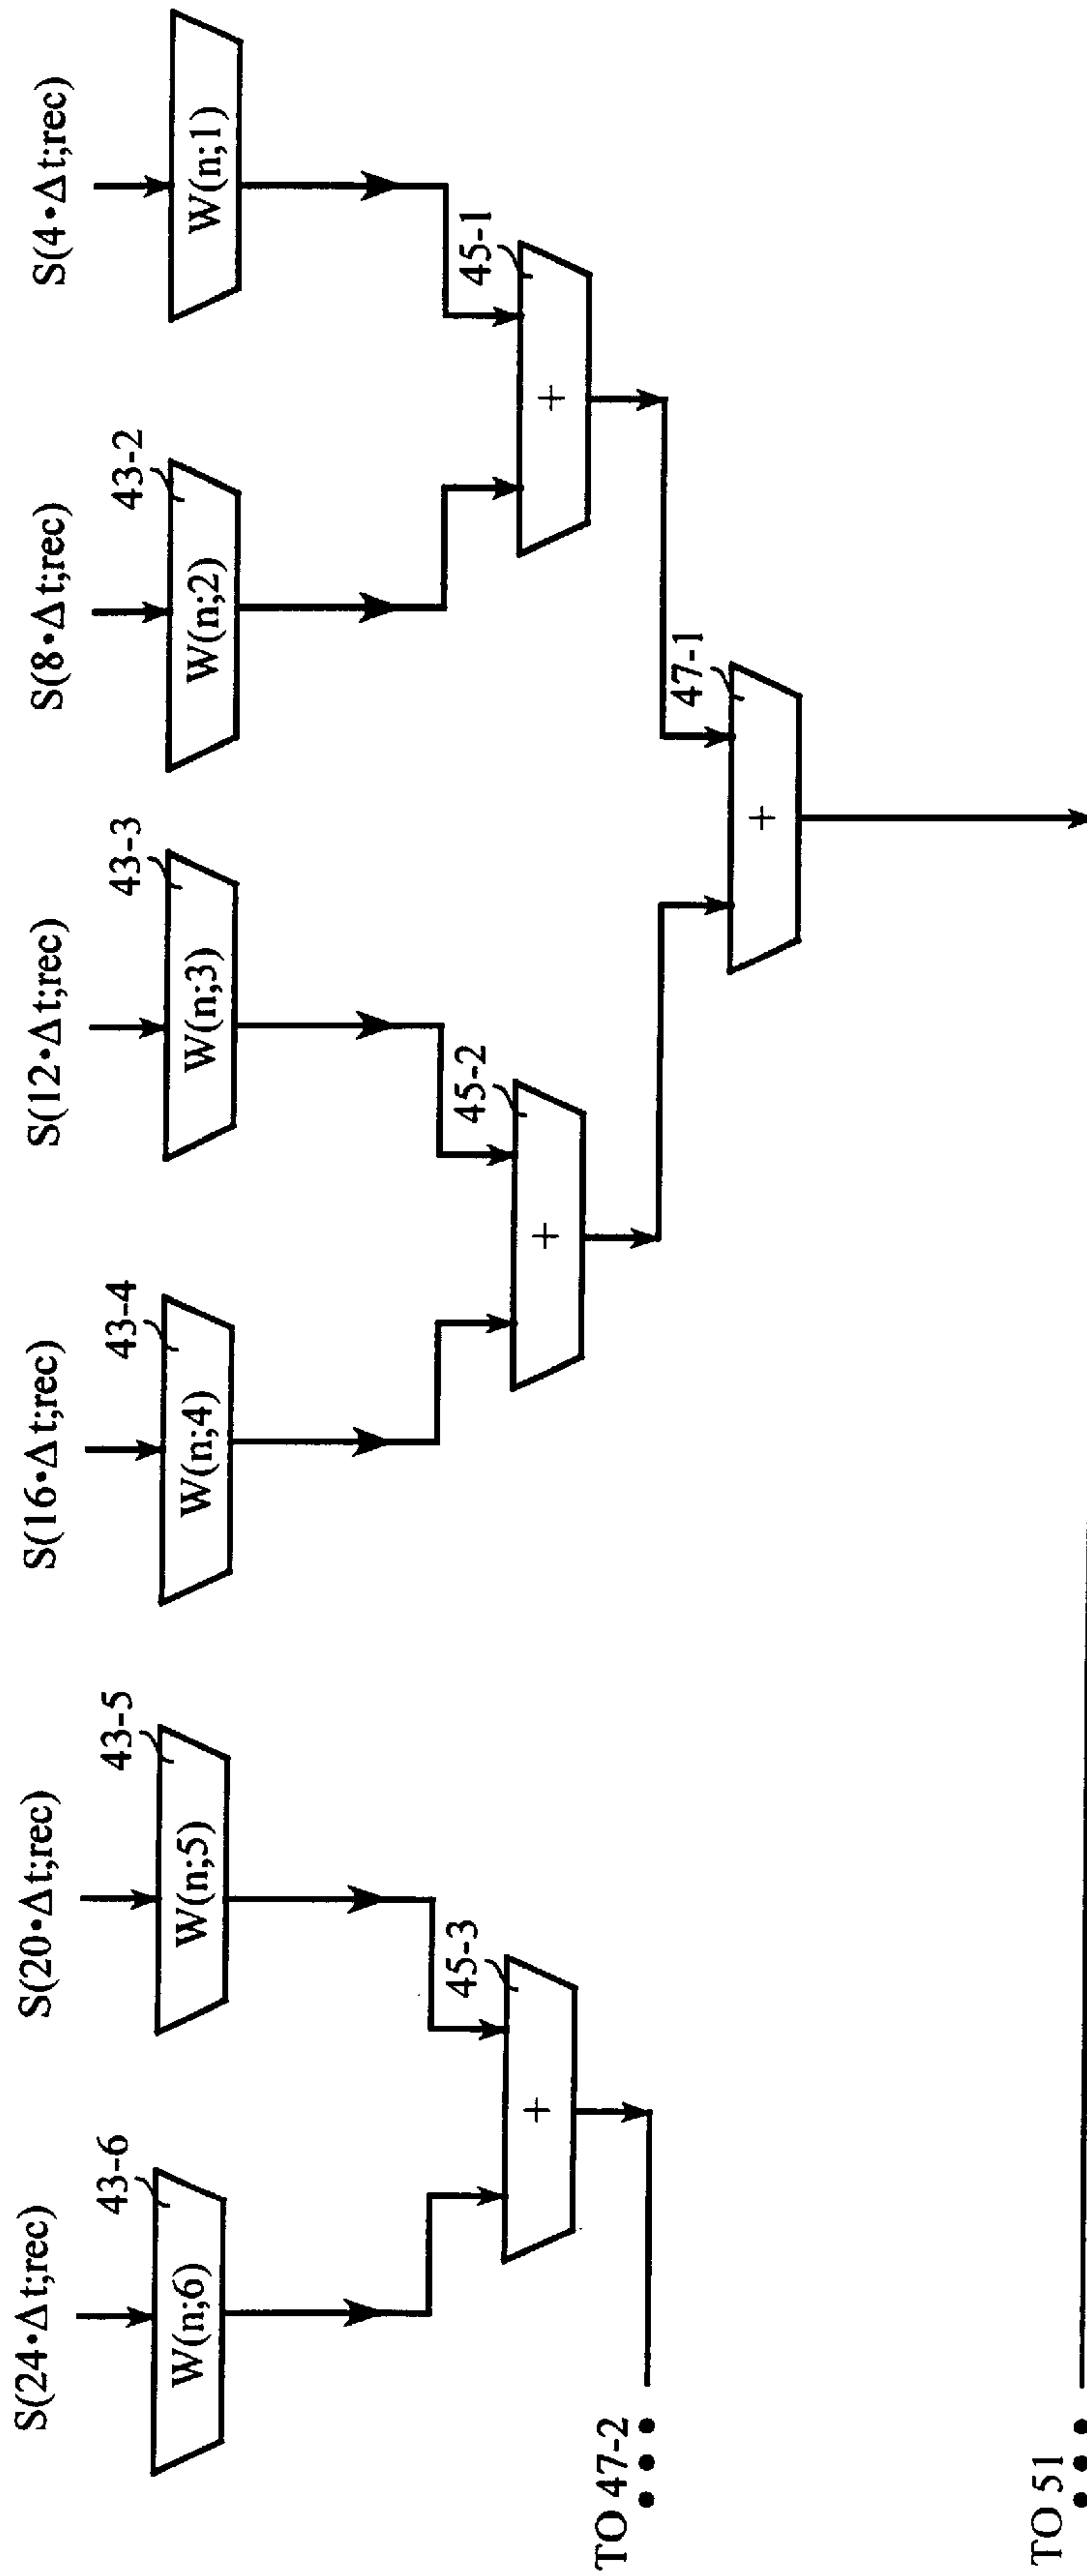 S(24•Δt;rec)
S(20•Δt;rec)
S(16•Δt;rec)
S(12•Δt;rec)
S(8•Δt;rec)
S(4•Δt;rec)
43-6
43-5
43-4
43-3
43-2
W(n;6)
W(n;5)
W(n;4)
W(n;3)
W(n;2)
W(n;1)
45-3
45-2
45-1
+
+
+
TO 47-2
47-1
+
TO 51